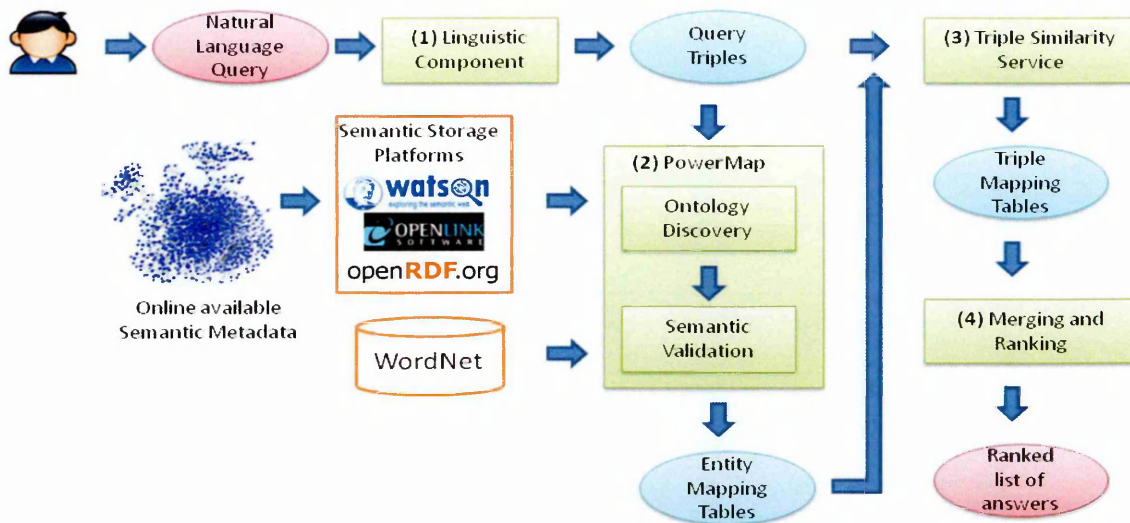 Natural
Language
Query
(1) Linguistic
Component
Query
Triples
(3) Triple Similarity
Service
Semantic Storage
Platforms
watson
exploring the semantic web
OPENLINK
SOFTWARE
openRDF.org
Online available
Semantic Metadata
WordNet
(2) PowerMap
Ontology
Discovery
Semantic
Validation
Entity
Mapping
Tables
Triple
Mapping
Tables
(4) Merging and
Ranking
Ranked
list of
answers